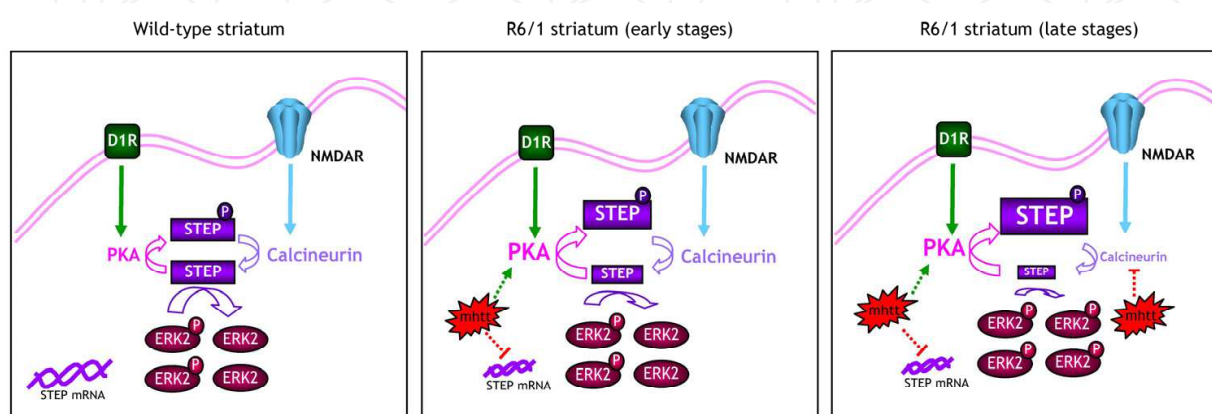 Wild-type striatum
D1R
NMDAR
P
STEP
PKA
Calcineurin
STEP
ERK2 P
ERK2
ERK2 P
ERK2
STEP mRNA
R6/1 striatum (early stages)
D1R
NMDAR
P
STEP
PKA
Calcineurin
STEP
mhtt
ERK2 P
ERK2
ERK2 P
ERK2
STEP mRNA
R6/1 striatum (late stages)
D1R
NMDAR
P
STEP
PKA
Calcineurin
STEP
mhtt
mhtt
ERK2 P
ERK2 P
ERK2 P
ERK2 P
STEP mRNA